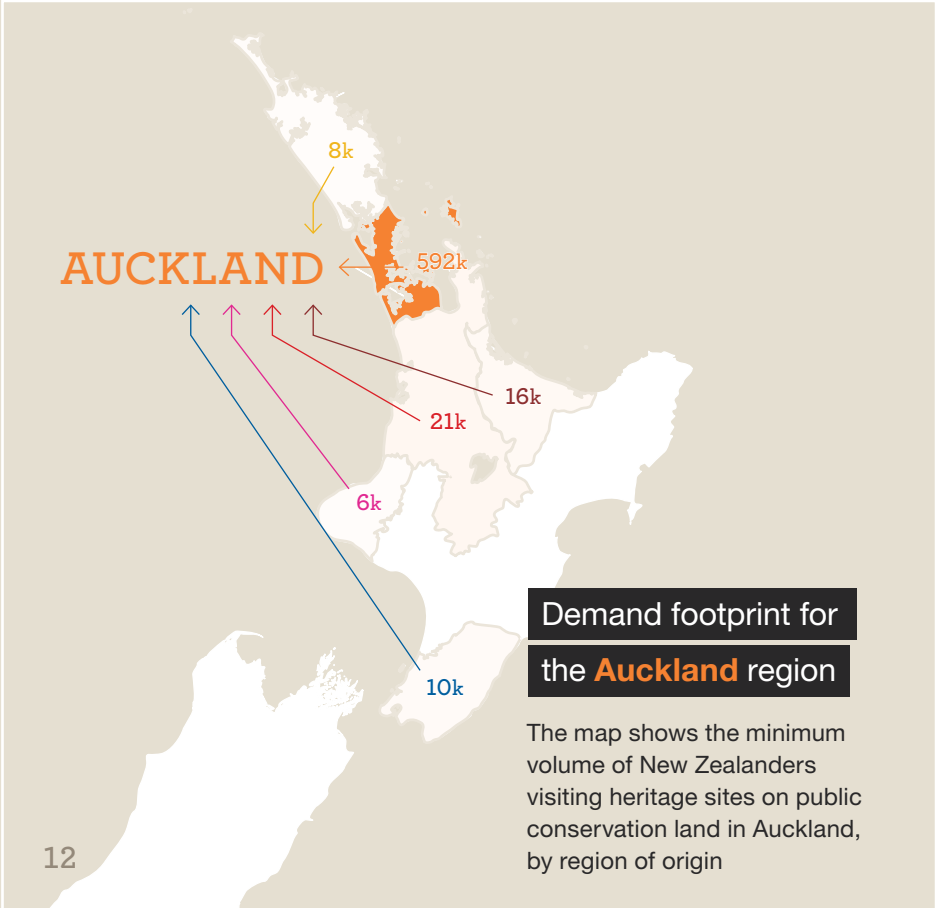 8k
AUCKLAND
592k
16k
21k
6k
10k
Demand footprint for
the Auckland region
The map shows the minimum
volume of New Zealanders
visiting heritage sites on public
conservation land in Auckland,
by region of origin
12